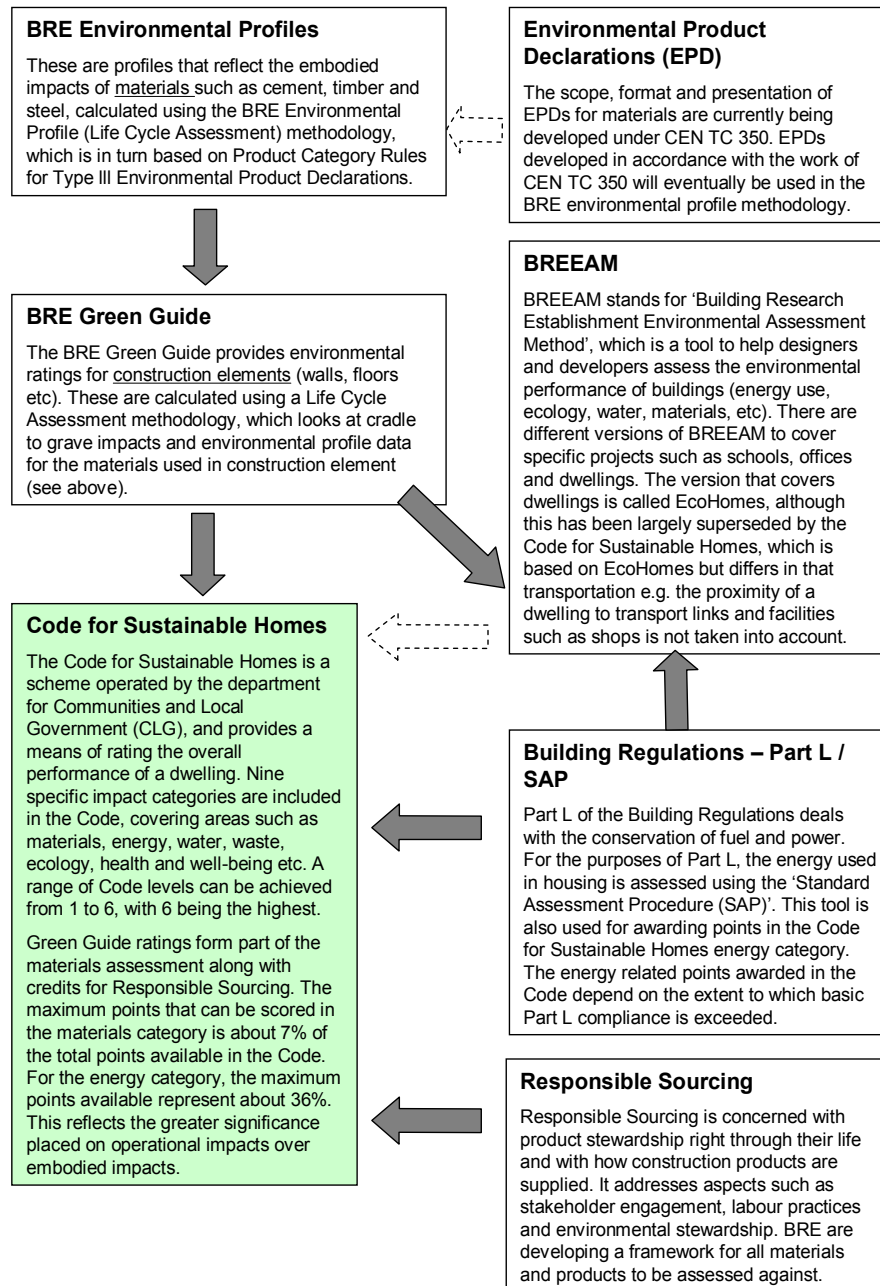 BRE Environmental Profiles
These are profiles that reflect the embodied
impacts of materials such as cement, timber and
steel, calculated using the BRE Environmental
Profile (Life Cycle Assessment) methodology,
which is in turn based on Product Category Rules
for Type III Environmental Product Declarations.
Environmental Product
Declarations (EPD)
The scope, format and presentation of
EPDs for materials are currently being
developed under CEN TC 350. EPDs
developed in accordance with the work of
CEN TC 350 will eventually be used in the
BRE environmental profile methodology.
BRE Green Guide
The BRE Green Guide provides environmental
ratings for construction elements (walls, floors
etc). These are calculated using a Life Cycle
Assessment methodology, which looks at cradle
to grave impacts and environmental profile data
for the materials used in construction element
(see above).
BREEAM
BREEAM stands for ‘Building Research
Establishment Environmental Assessment
Method’, which is a tool to help designers
and developers assess the environmental
performance of buildings (energy use,
ecology, water, materials, etc). There are
different versions of BREEAM to cover
specific projects such as schools, offices
and dwellings. The version that covers
dwellings is called EcoHomes, although
this has been largely superseded by the
Code for Sustainable Homes, which is
based on EcoHomes but differs in that
transportation e.g. the proximity of a
dwelling to transport links and facilities
such as shops is not taken into account.
Code for Sustainable Homes
The Code for Sustainable Homes is a
scheme operated by the department
for Communities and Local
Government (CLG), and provides a
means of rating the overall
performance of a dwelling. Nine
specific impact categories are included
in the Code, covering areas such as
materials, energy, water, waste,
ecology, health and well-being etc. A
range of Code levels can be achieved
from 1 to 6, with 6 being the highest.
Green Guide ratings form part of the
materials assessment along with
credits for Responsible Sourcing. The
maximum points that can be scored in
the materials category is about 7% of
the total points available in the Code.
For the energy category, the maximum
points available represent about 36%.
This reflects the greater significance
placed on operational impacts over
embodied impacts.
Building Regulations – Part L /
SAP
Part L of the Building Regulations deals
with the conservation of fuel and power.
For the purposes of Part L, the energy used
in housing is assessed using the ‘Standard
Assessment Procedure (SAP)’. This tool is
also used for awarding points in the Code
for Sustainable Homes energy category.
The energy related points awarded in the
Code depend on the extent to which basic
Part L compliance is exceeded.
Responsible Sourcing
Responsible Sourcing is concerned with
product stewardship right through their life
and with how construction products are
supplied. It addresses aspects such as
stakeholder engagement, labour practices
and environmental stewardship. BRE are
developing a framework for all materials
and products to be assessed against.